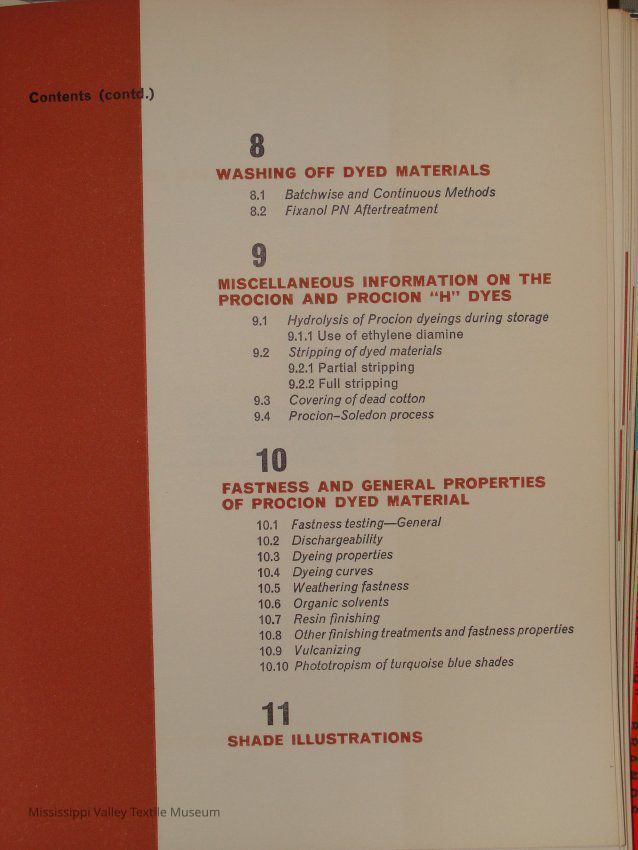 Contents (contd.)
8
WASHING OFF DYED MATERIALS
8.1 Batchwise and Continuous Methods
8.2 Fixanol PN Aftertreatment
9
MISCELLANEOUS INFORMATION ON THE
PROCION AND PROCION "H" DYES
9.1 Hydrolysis of Procion dyeings during storage
9.1.1 Use of ethylene diamine
9.2 Stripping of dyed materials
9.2.1 Partial stripping
9.2.2 Full stripping
9.3 Covering of dead cotton
9.4 Procion–Soledon process
10
FASTNESS AND GENERAL PROPERTIES
OF PROCION DYED MATERIAL
10.1 Fastness testing—General
10.2 Dischargeability
10.3 Dyeing properties
10.4 Dyeing curves
10.5 Weathering fastness
10.6 Organic solvents
10.7 Resin finishing
10.8 Other finishing treatments and fastness properties
10.9 Vulcanizing
10.10 Phototropism of turquoise blue shades
11
SHADE ILLUSTRATIONS
Mississippi Valley Textile Museum